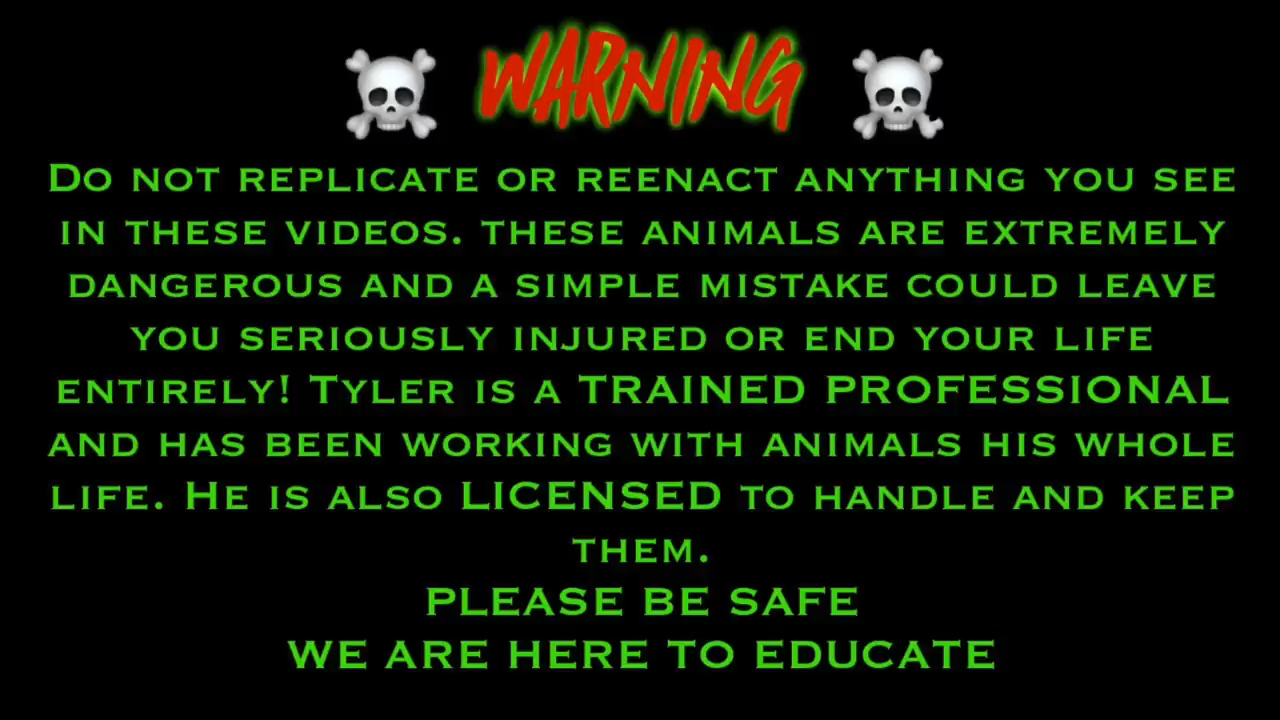 WARNING
Do not replicate or reenact anything you see
in these videos. these animals are extremely
dangerous and a simple mistake could leave
you seriously injured or end your life
entirely! Tyler is a TRAINED PROFESSIONAL
and has been working with animals his whole
life. He is also LICENSED to handle and keep
them.
PLEASE BE SAFE
WE ARE HERE TO EDUCATE